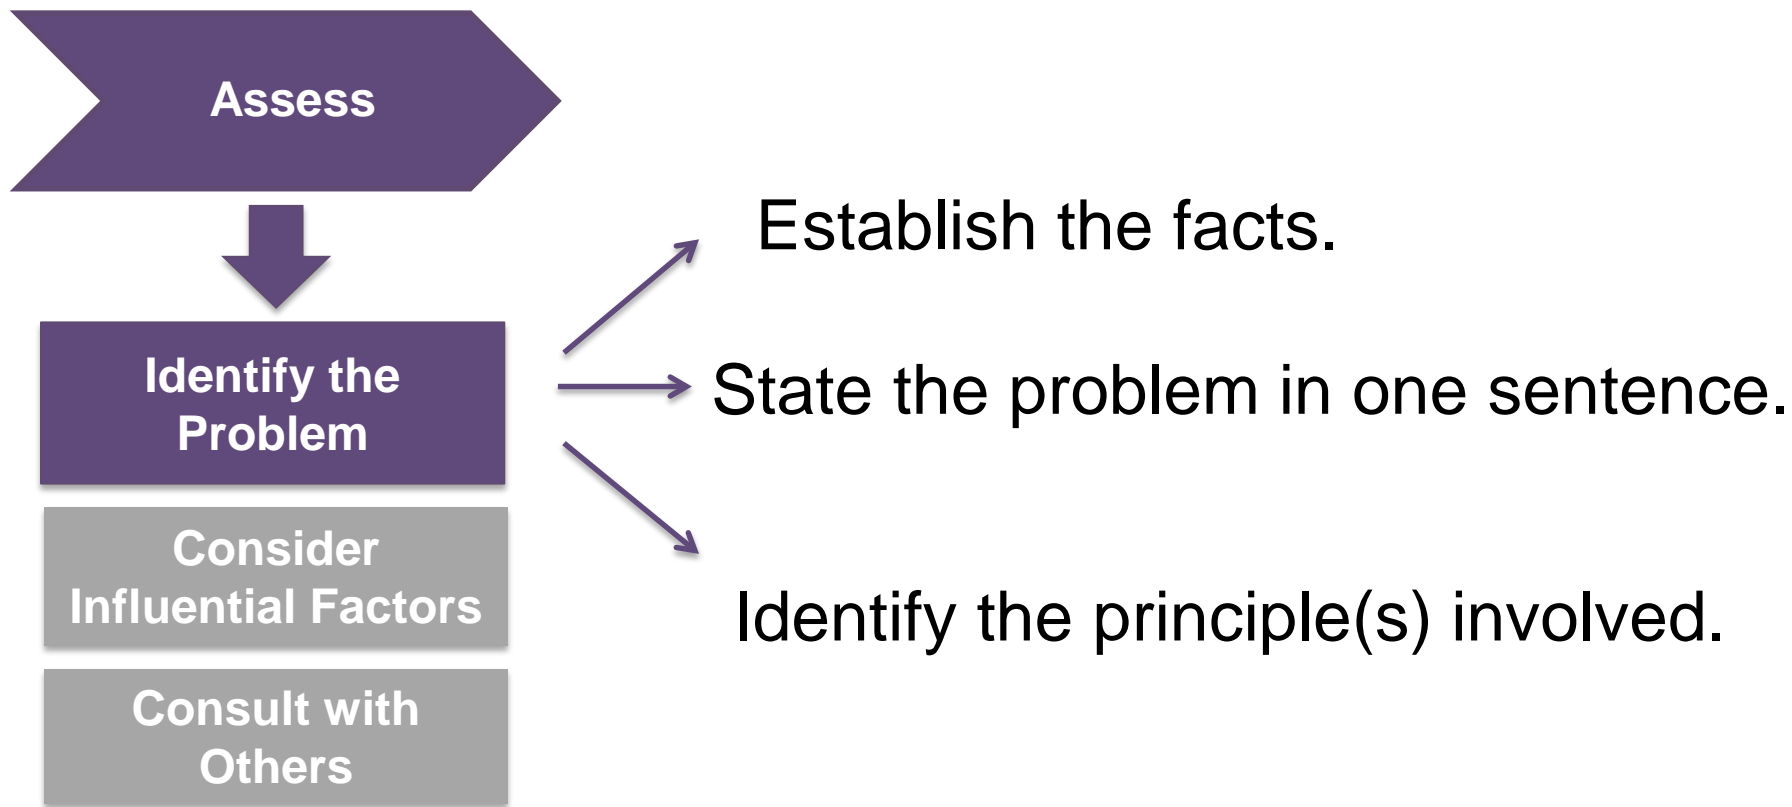 Assess
Establish the facts.
Identify the
Problem
State the problem in one sentence.
Consider
Influential Factors
Identify the principle(s) involved.
Consult with
Others